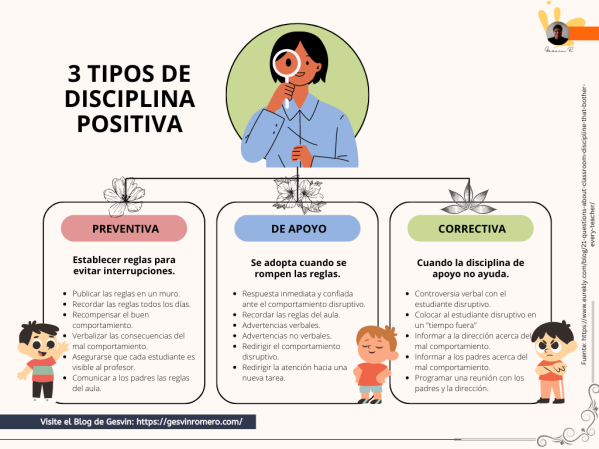 3 TIPOS DE
DISCIPLINA
POSITIVA
Gesvin R.
PREVENTIVA
Establecer reglas para
evitar interrupciones.
Publicar las reglas en un muro.
Recordar las reglas todos los días.
Recompensar el buen
comportamiento.
Verbalizar las consecuencias del
mal comportamiento.
Asegurarse que cada estudiante es
visible al profesor.
Comunicar a los padres las reglas
del aula.
DE APOYO
Se adopta cuando se
rompen las reglas.
Respuesta inmediata y confiada
ante el comportamiento disruptivo.
Recordar las reglas del aula.
Advertencias verbales.
Advertencias no verbales.
Redirigir el comportamiento
disruptivo.
Redirigir la atención hacia una
nueva tarea.
CORRECTIVA
Cuando la disciplina de
apoyo no ayuda.
Controversia verbal con el
estudiante disruptivo.
Colocar al estudiante disruptivo en
un "tiempo fuera"
Informar a la dirección acerca del
mal comportamiento.
Informar a los padres acerca del
mal comportamiento.
Programar una reunión con los
padres y la dirección.
Fuente: https://www.eurekly/blog/21-questions-about-classroom-discipline-that-bother-
every-teacher/
Visite el Blog de Gesvin: https://gesvinromero.com/